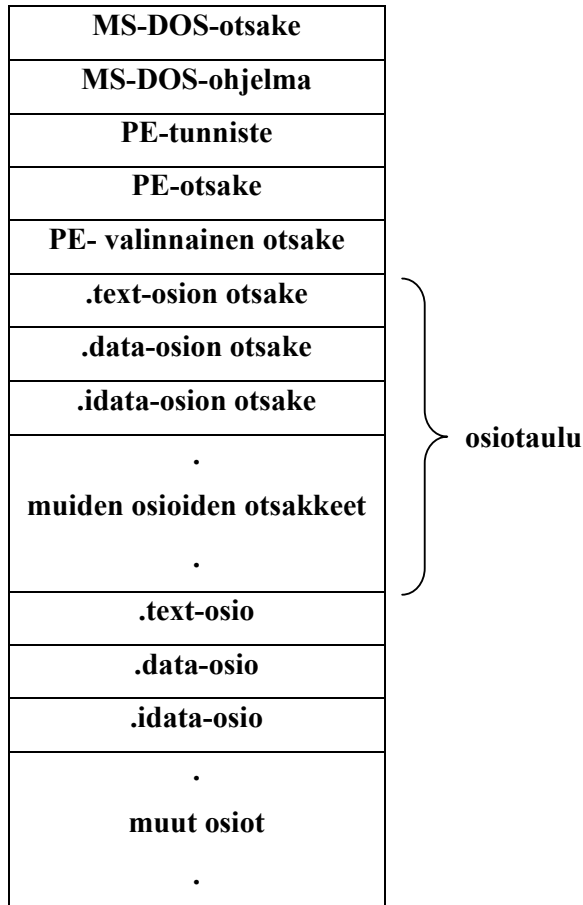 MS-DOS-otsake
MS-DOS-ohjelma
PE-tunniste
PE-otsake
PE- valinnainen otsake
.text-osion otsake
.data-osion otsake
.idata-osion otsake
.
muiden osioiden otsakkeet
.
osiotaulu
.text-osio
.data-osio
.idata-osio
.
muut osiot
.